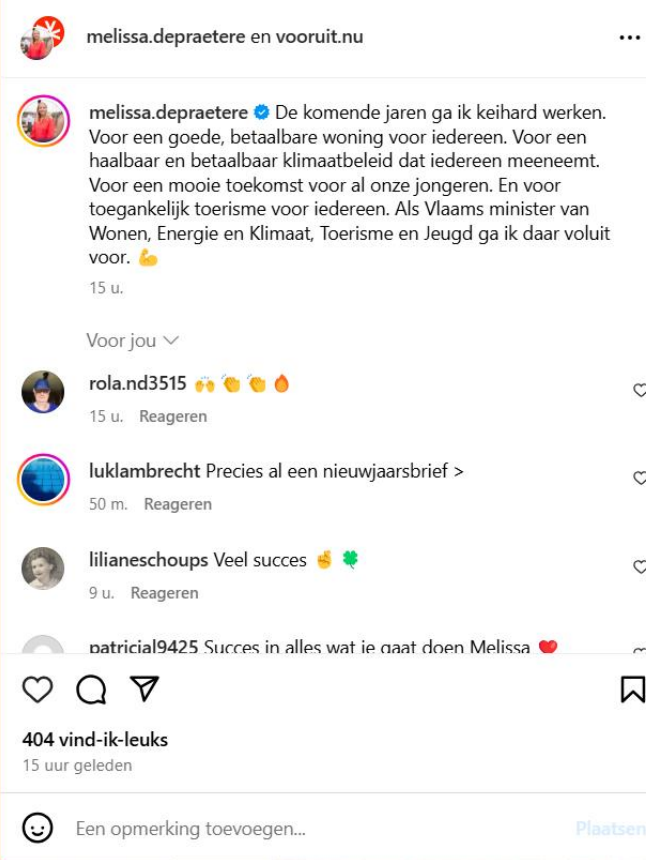 melissa.depraetere en vooruit.nu
melissa.depraetere De komende jaren ga ik keihard werken.
Voor een goede, betaalbare woning voor iedereen. Voor een
haalbaar en betaalbaar klimaatbeleid dat iedereen meeneemt.
Voor een mooie toekomst voor al onze jongeren. En voor
toegankelijk toerisme voor iedereen. Als Vlaams minister van
Wonen, Energie en Klimaat, Toerisme en Jeugd ga ik daar voluit
voor. 💪
15 u.
Voor jou
rola.nd3515 🙌 👏 👏 🔥
15 u. Reageren
luklambrecht Precies al een nieuwjaarsbrief >
50 m. Reageren
lilianeschoups Veel succes 🤞 🍀
9 u. Reageren
patricial9425 Succes in alles wat je gaat doen Melissa ❤️
404 vind-ik-leuks
15 uur geleden
Een opmerking toevoegen...
Plaatsen